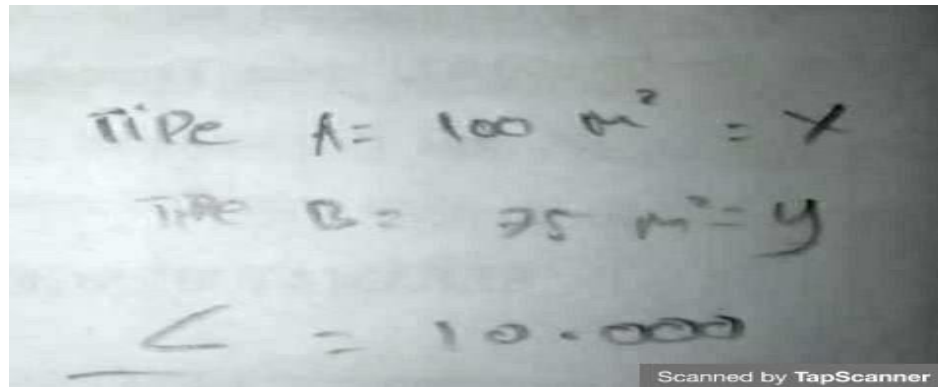 Tipe A = 100 m² = X
Tipe B = 75 m² = y
< = 10.000
Scanned by TapScanner